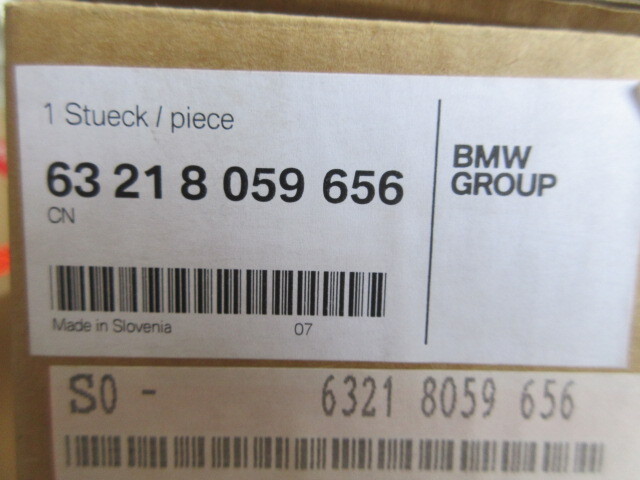 1 Stueck / piece
63 21 8 059 656
CN
Made in Slovenia 07
BMW
GROUP
S0 - 6321 8059 656